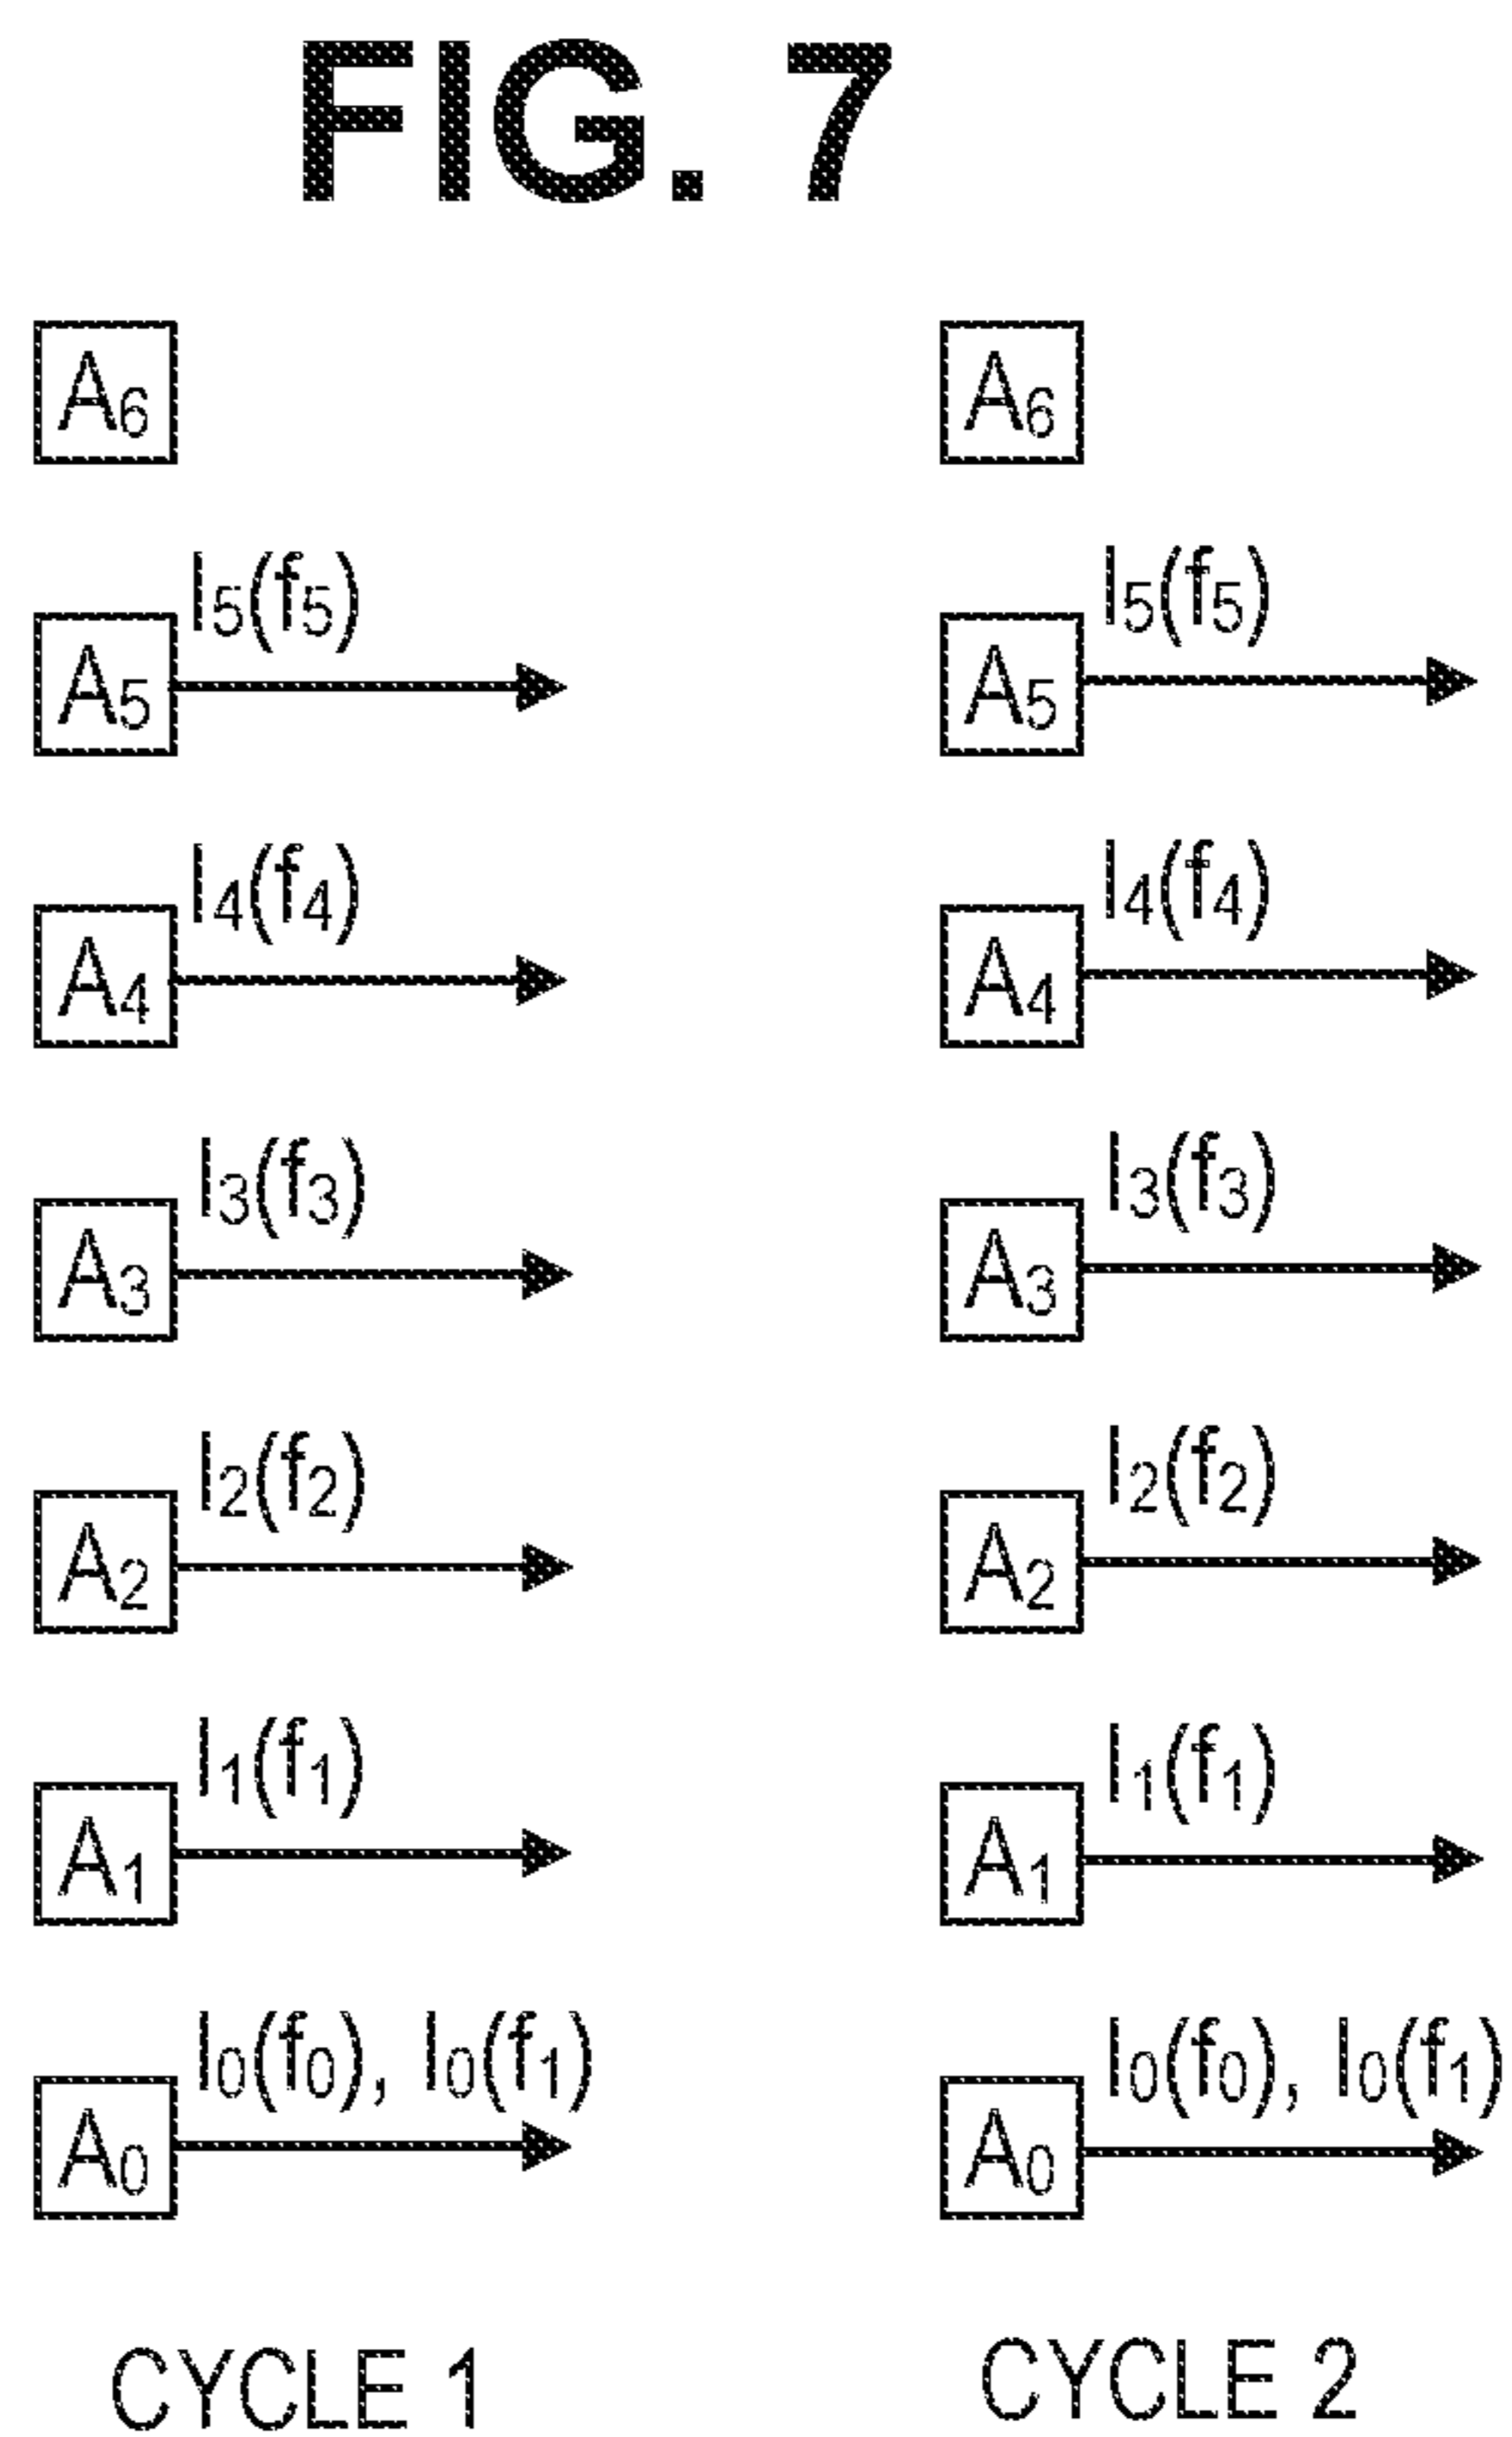 FIG. 7
A₆ A₆
I₅(f₅) I₅(f₅)
A₅ A₅
I₄(f₄) I₄(f₄)
A₄ A₄
I₃(f₃) I₃(f₃)
A₃ A₃
I₂(f₂) I₂(f₂)
A₂ A₂
I₁(f₁) I₁(f₁)
A₁ A₁
I₀(f₀), I₀(f₁) I₀(f₀), I₀(f₁)
A₀ A₀
CYCLE 1 CYCLE 2